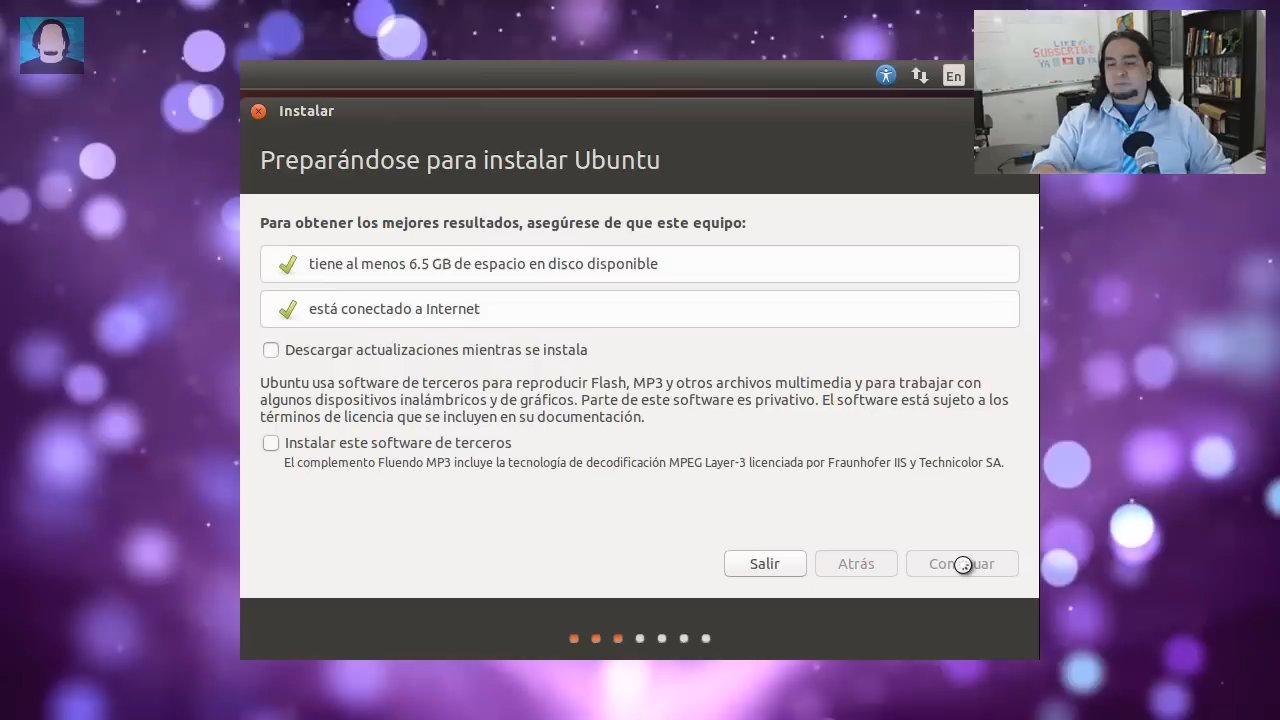 LIKE
SUBSCRIBE
YA
En
Instalar
Preparándose para instalar Ubuntu
Para obtener los mejores resultados, asegúrese de que este equipo:
tiene al menos 6.5 GB de espacio en disco disponible
está conectado a Internet
Descargar actualizaciones mientras se instala
Ubuntu usa software de terceros para reproducir Flash, MP3 y otros archivos multimedia y para trabajar con
algunos dispositivos inalámbricos y de gráficos. Parte de este software es privativo. El software está sujeto a los
términos de licencia que se incluyen en su documentación.
Instalar este software de terceros
El complemento Fluendo MP3 incluye la tecnología de decodificación MPEG Layer-3 licenciada por Fraunhofer IIS y Technicolor SA.
Salir
Atrás
Continuar